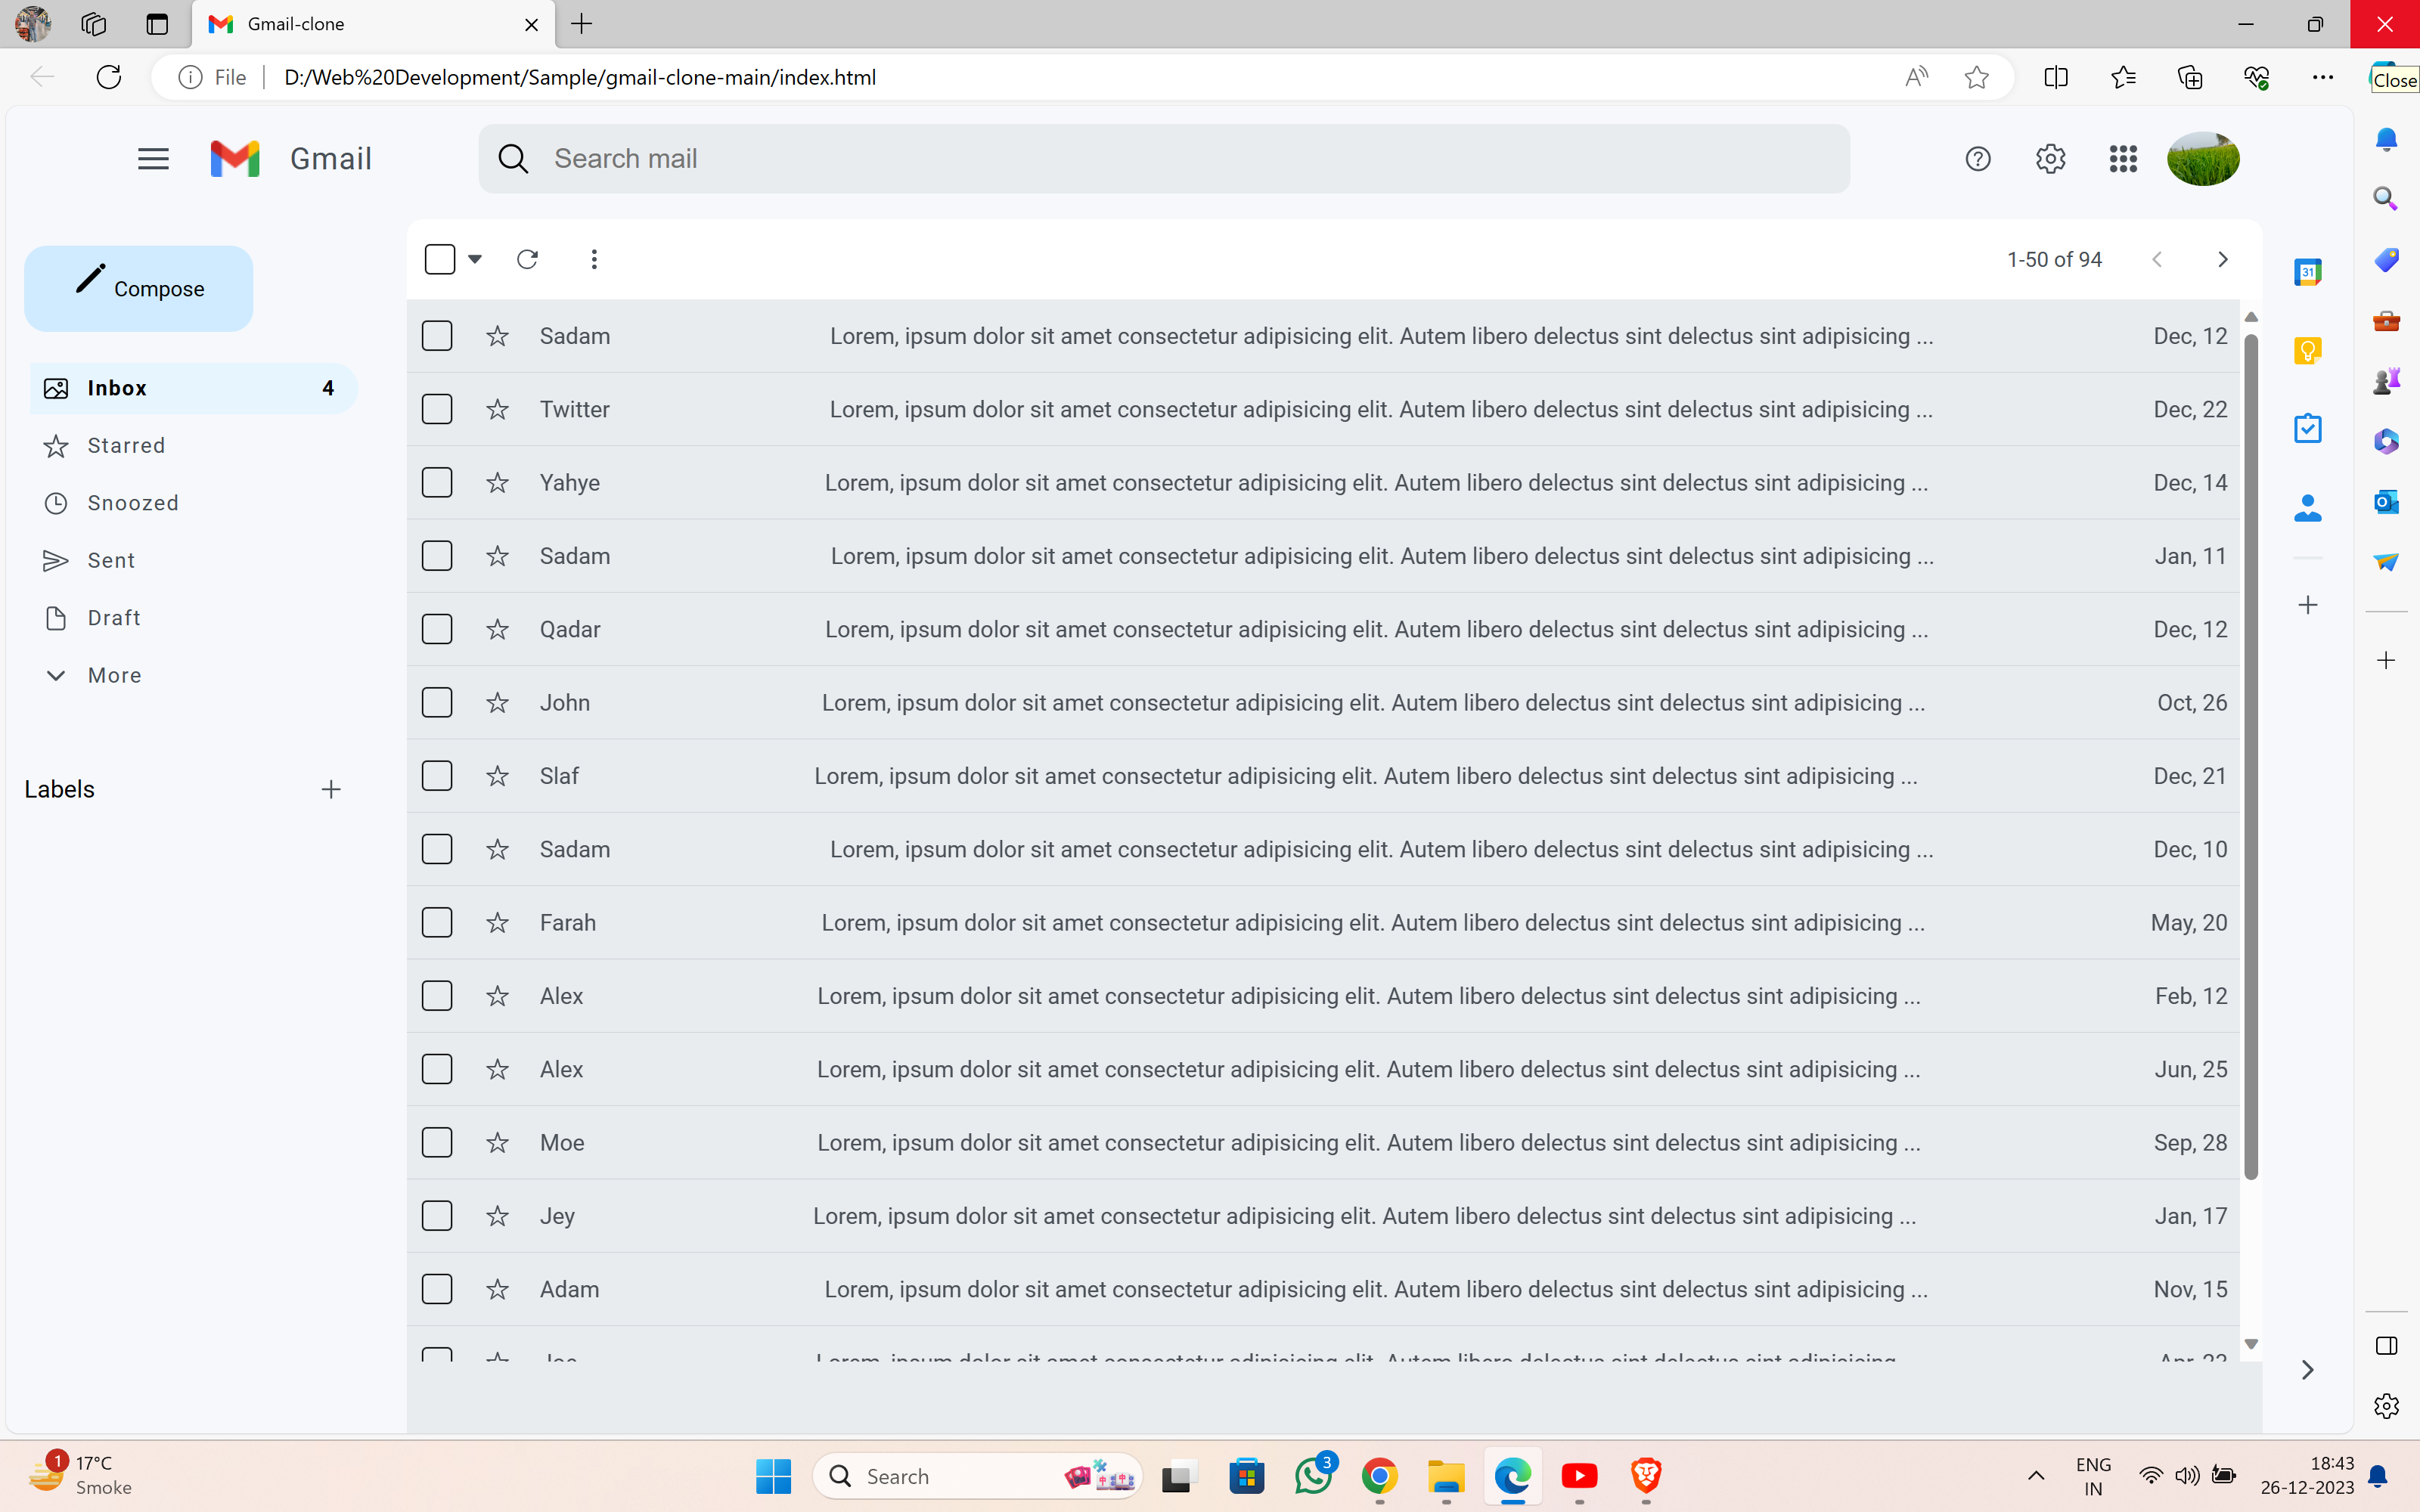 Gmail-clone
File D:/Web%20Development/Sample/gmail-clone-main/index.html
Close
Gmail Search mail
Compose
1-50 of 94
31
Inbox 4
Starred
Snoozed
Sent
Draft
More
Labels
Sadam Lorem, ipsum dolor sit amet consectetur adipisicing elit. Autem libero delectus sint delectus sint adipisicing ... Dec, 12
Twitter Lorem, ipsum dolor sit amet consectetur adipisicing elit. Autem libero delectus sint delectus sint adipisicing ... Dec, 22
Yahye Lorem, ipsum dolor sit amet consectetur adipisicing elit. Autem libero delectus sint delectus sint adipisicing ... Dec, 14
Sadam Lorem, ipsum dolor sit amet consectetur adipisicing elit. Autem libero delectus sint delectus sint adipisicing ... Jan, 11
Qadar Lorem, ipsum dolor sit amet consectetur adipisicing elit. Autem libero delectus sint delectus sint adipisicing ... Dec, 12
John Lorem, ipsum dolor sit amet consectetur adipisicing elit. Autem libero delectus sint delectus sint adipisicing ... Oct, 26
Slaf Lorem, ipsum dolor sit amet consectetur adipisicing elit. Autem libero delectus sint delectus sint adipisicing ... Dec, 21
Sadam Lorem, ipsum dolor sit amet consectetur adipisicing elit. Autem libero delectus sint delectus sint adipisicing ... Dec, 10
Farah Lorem, ipsum dolor sit amet consectetur adipisicing elit. Autem libero delectus sint delectus sint adipisicing ... May, 20
Alex Lorem, ipsum dolor sit amet consectetur adipisicing elit. Autem libero delectus sint delectus sint adipisicing ... Feb, 12
Alex Lorem, ipsum dolor sit amet consectetur adipisicing elit. Autem libero delectus sint delectus sint adipisicing ... Jun, 25
Moe Lorem, ipsum dolor sit amet consectetur adipisicing elit. Autem libero delectus sint delectus sint adipisicing ... Sep, 28
Jey Lorem, ipsum dolor sit amet consectetur adipisicing elit. Autem libero delectus sint delectus sint adipisicing ... Jan, 17
Adam Lorem, ipsum dolor sit amet consectetur adipisicing elit. Autem libero delectus sint delectus sint adipisicing ... Nov, 15
1 17°C
Smoke
Search
3
ENG
IN
18:43
26-12-2023